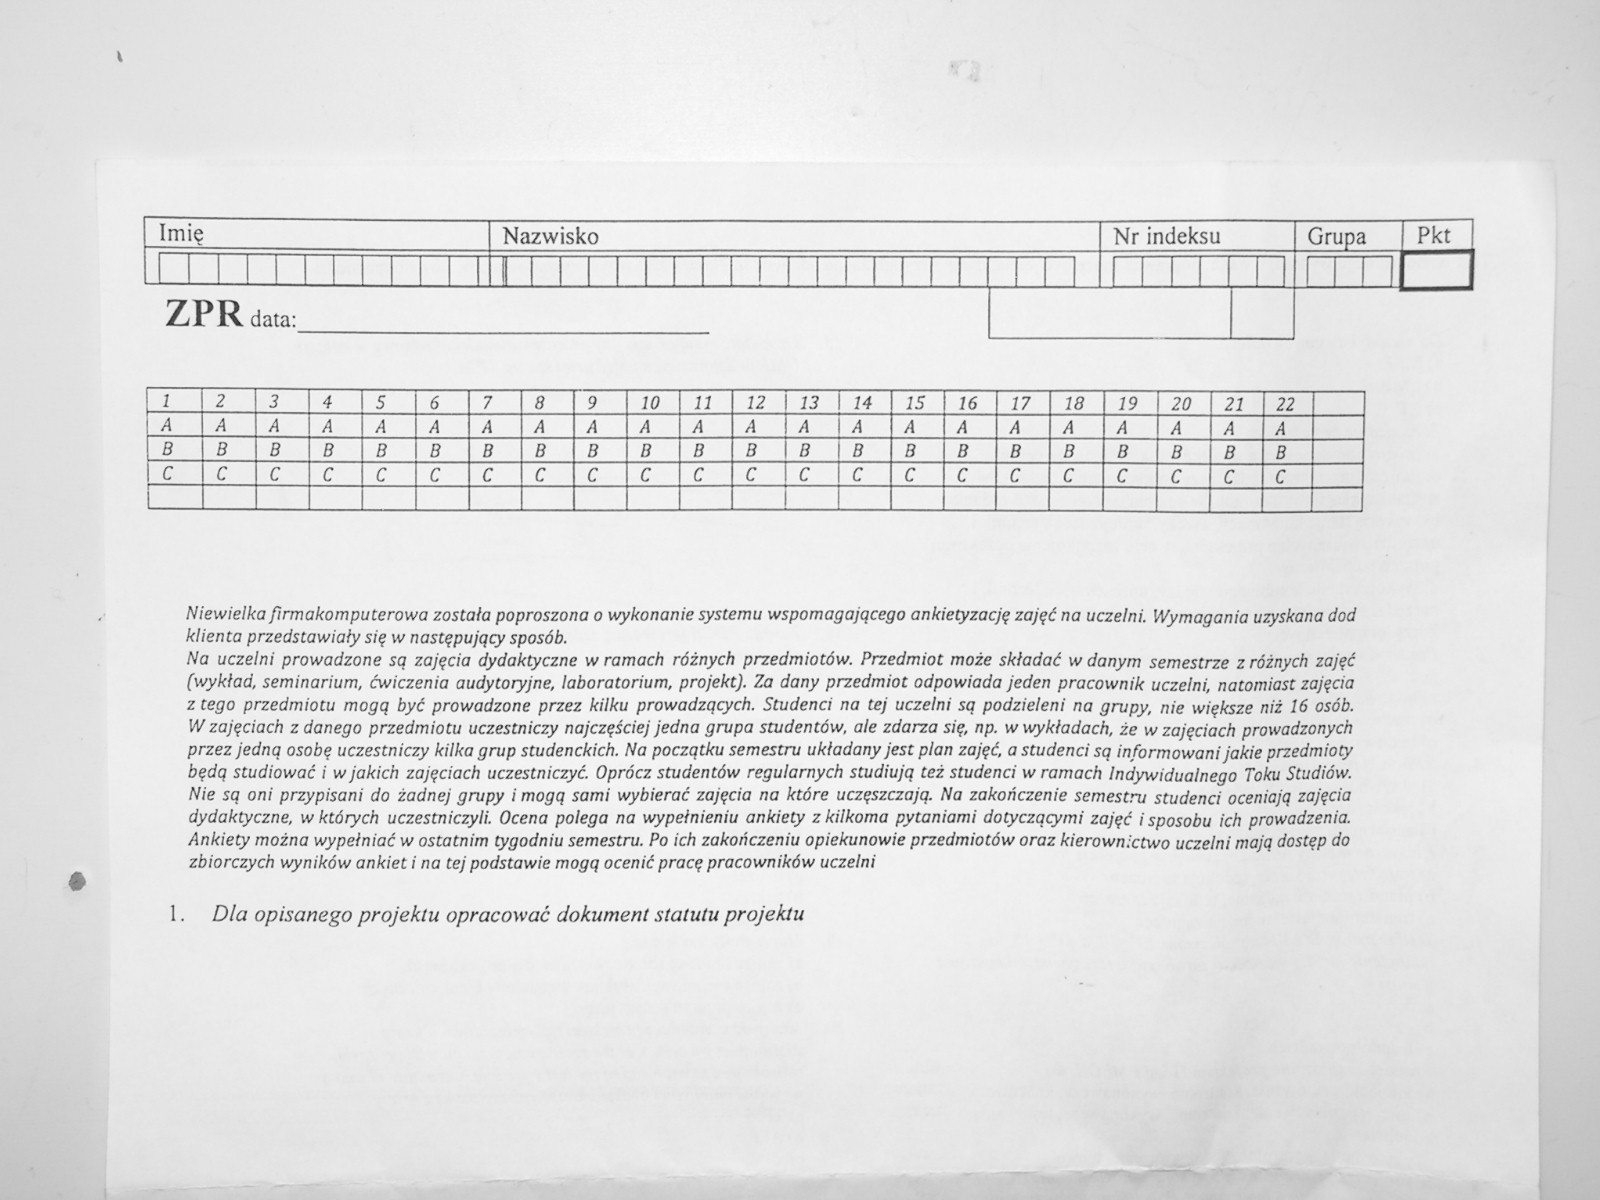 Imię Nazwisko Nr indeksu Grupa Pkt
ZPR data:
1 2 3 4 5 6 7 8 9 10 11 12 13 14 15 16 17 18 19 20 21 22
A A A A A A A A A A A A A A A A A A A A A A
B B B B B B B B B B B B B B B B B B B B B B
C C C C C C C C C C C C C C C C C C C C C C
Niewielka firmakomputerowa została poproszona o wykonanie systemu wspomagającego ankietyzację zajęć na uczelni. Wymagania uzyskana dod
klienta przedstawiały się w następujący sposób.
Na uczelni prowadzone są zajęcia dydaktyczne w ramach różnych przedmiotów. Przedmiot może składać w danym semestrze z różnych zajęć
(wykład, seminarium, ćwiczenia audytoryjne, laboratorium, projekt). Za dany przedmiot odpowiada jeden pracownik uczelni, natomiast zajęcia
z tego przedmiotu mogą być prowadzone przez kilku prowadzących. Studenci na tej uczelni są podzieleni na grupy, nie większe niż 16 osób.
W zajęciach z danego przedmiotu uczestniczy najczęściej jedna grupa studentów, ale zdarza się, np. w wykładach, że w zajęciach prowadzonych
przez jedną osobę uczestniczy kilka grup studenckich. Na początku semestru układany jest plan zajęć, a studenci są informowani jakie przedmioty
będą studiować i w jakich zajęciach uczestniczyć. Oprócz studentów regularnych studiują też studenci w ramach Indywidualnego Toku Studiów.
Nie są oni przypisani do żadnej grupy i mogą sami wybierać zajęcia na które uczęszczają. Na zakończenie semestru studenci oceniają zajęcia
dydaktyczne, w których uczestniczyli. Ocena polega na wypełnieniu ankiety z kilkoma pytaniami dotyczącymi zajęć i sposobu ich prowadzenia.
Ankiety można wypełniać w ostatnim tygodniu semestru. Po ich zakończeniu opiekunowie przedmiotów oraz kierownictwo uczelni mają dostęp do
zbiorczych wyników ankiet i na tej podstawie mogą ocenić pracę pracowników uczelni
1. Dla opisanego projektu opracować dokument statutu projektu